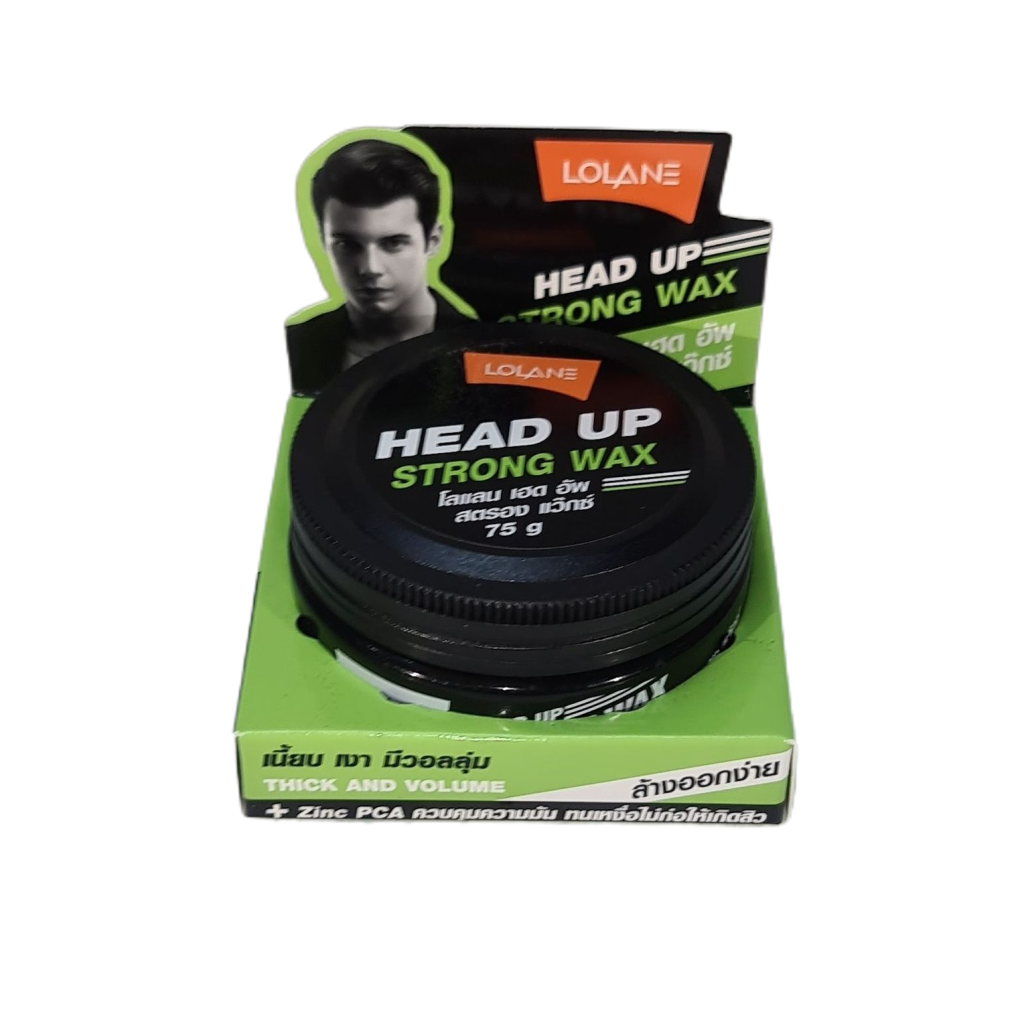 LOLANE
HEAD UP
STRONG WAX
เฮด อัพ
แว๊กซ์
LOLANE
HEAD UP
STRONG WAX
โลแลน เฮด อัพ
สตรอง แว๊กซ์
75 g
HEAD UP
WAX
เนี้ยบ เงา มีวอลลุ่ม
THICK AND VOLUME
ล้างออกง่าย
+ Zinc PCA ควบคุมความมัน ทนเหงื่อไม่ก่อให้เกิดสิว